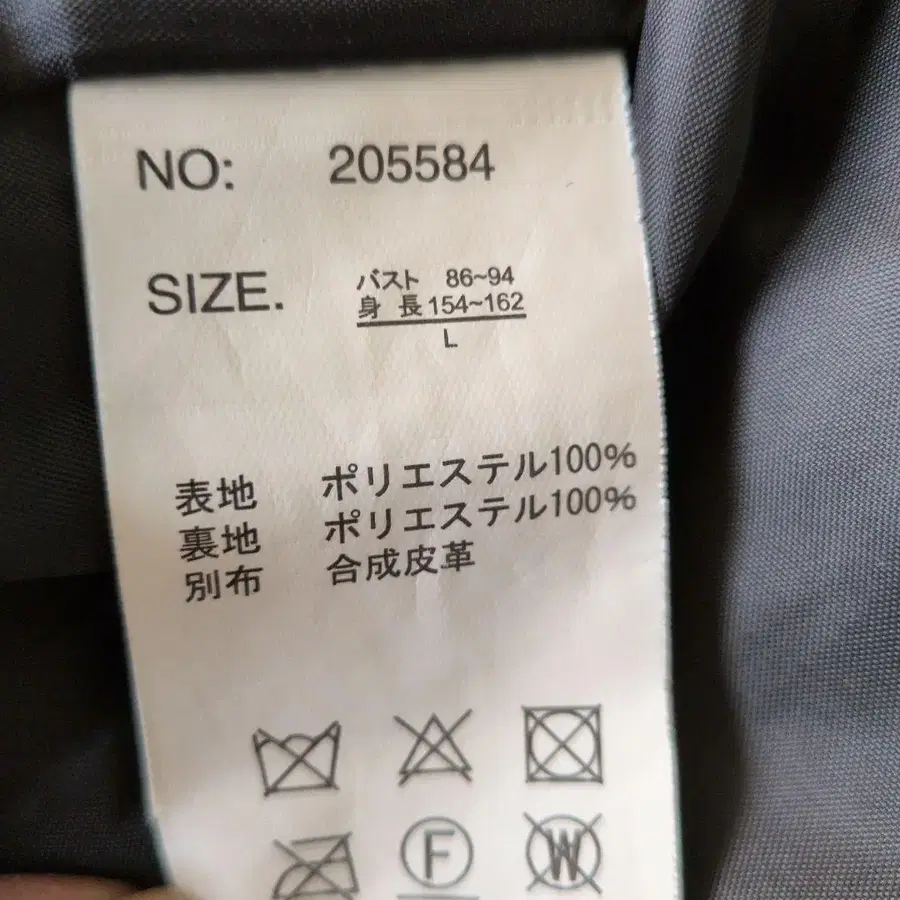 NO: 205584
SIZE. バスト 86~94
身長 154~162
L
表地 ポリエステル100%
裏地 ポリエステル100%
別布 合成皮革
F W